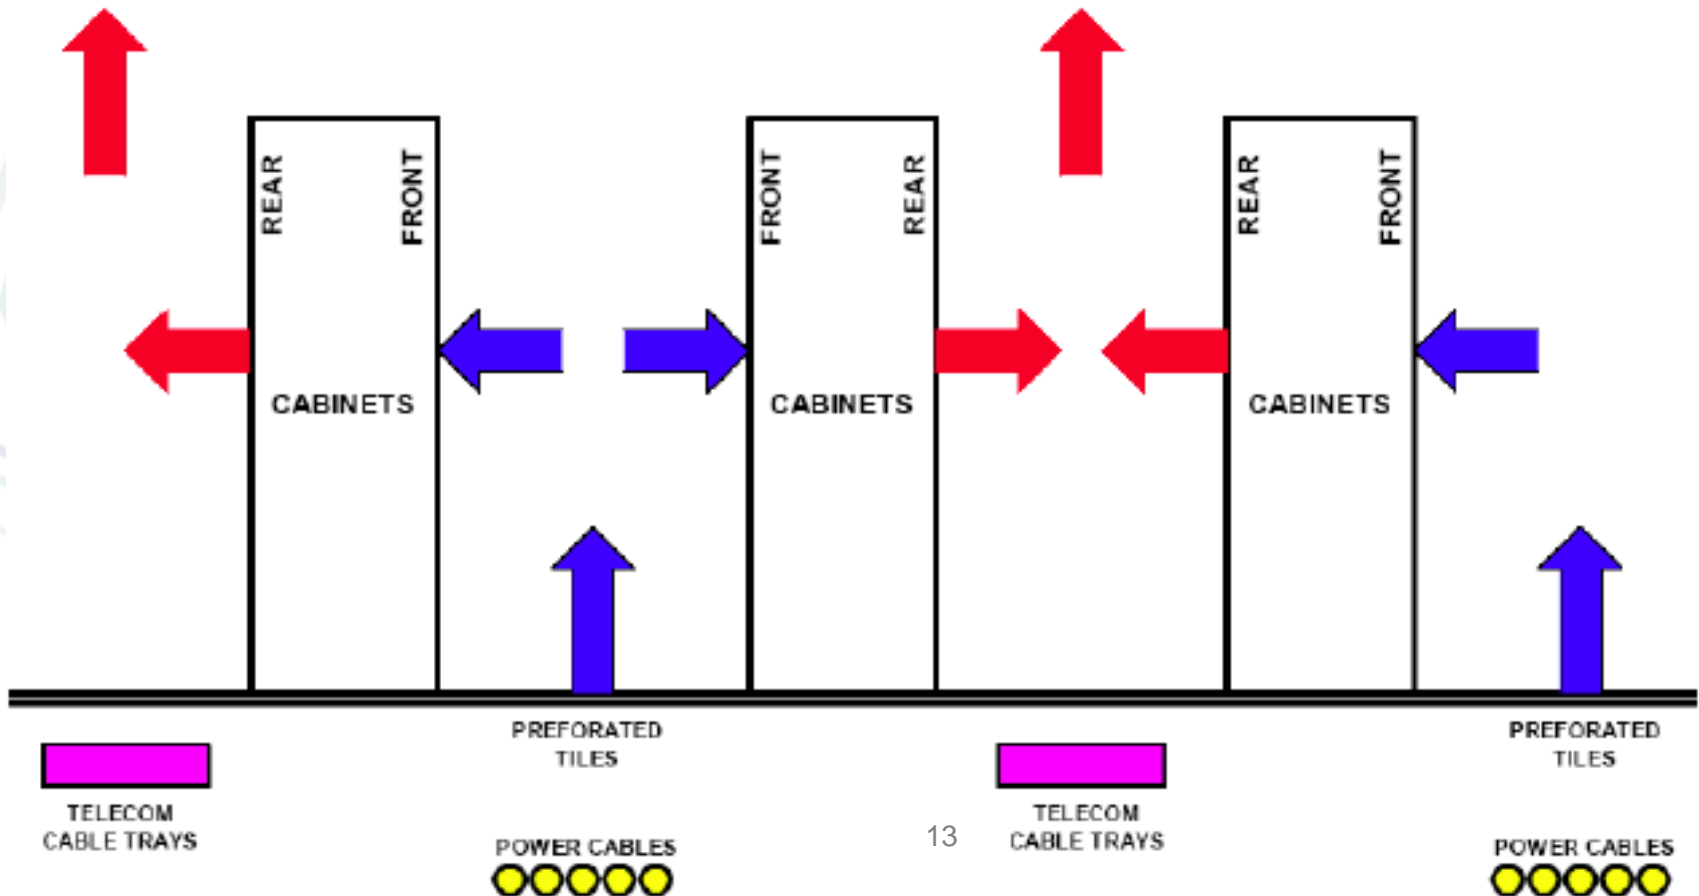 REAR
FRONT
FRONT
REAR
REAR
FRONT
CABINETS
CABINETS
CABINETS
PREFORATED
TILES
PREFORATED
TILES
TELECOM
CABLE TRAYS
TELECOM
CABLE TRAYS
13
POWER CABLES
POWER CABLES